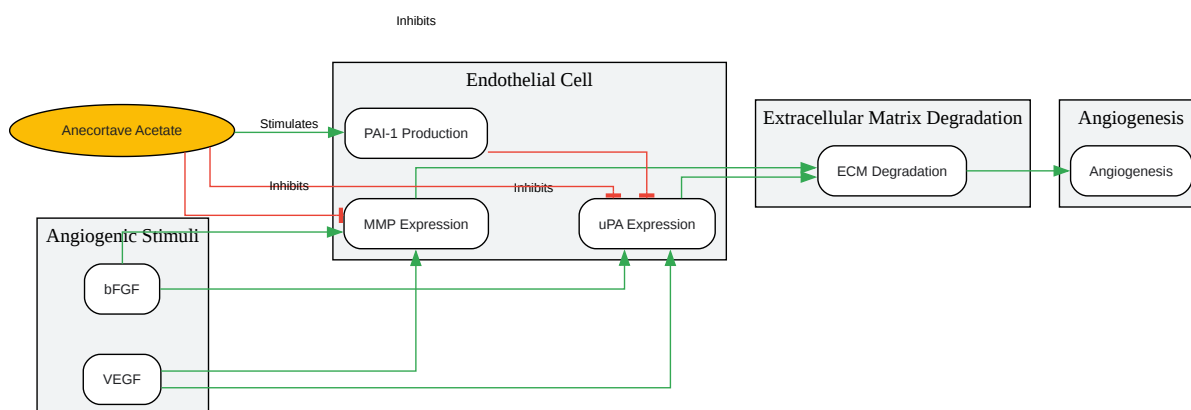 Inhibits
Endothelial Cell
Anecortave Acetate
Stimulates
PAI-1 Production
Extracellular Matrix Degradation
Angiogenesis
ECM Degradation
Angiogenesis
Inhibits
Inhibits
MMP Expression
uPA Expression
Angiogenic Stimuli
bFGF
VEGF